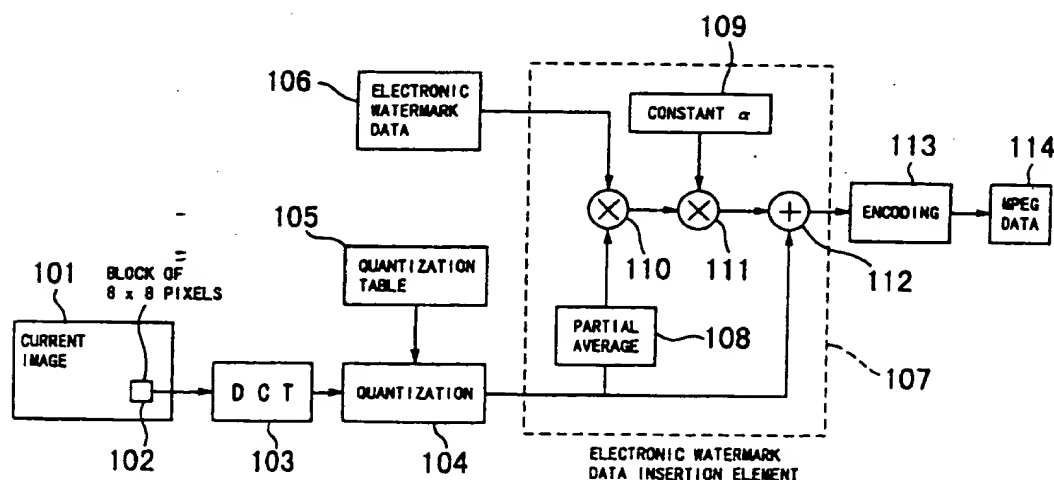 109
106
ELECTRONIC
WATERMARK
DATA
CONSTANT α
113
114
105
ENCODING
MPEG
DATA
BLOCK OF
8 x 8 PIXELS
101
QUANTIZATION
TABLE
110
111
112
CURRENT
IMAGE
PARTIAL
AVERAGE
108
DCT
QUANTIZATION
107
102
103
104
ELECTRONIC WATERMARK
DATA INSERTION ELEMENT